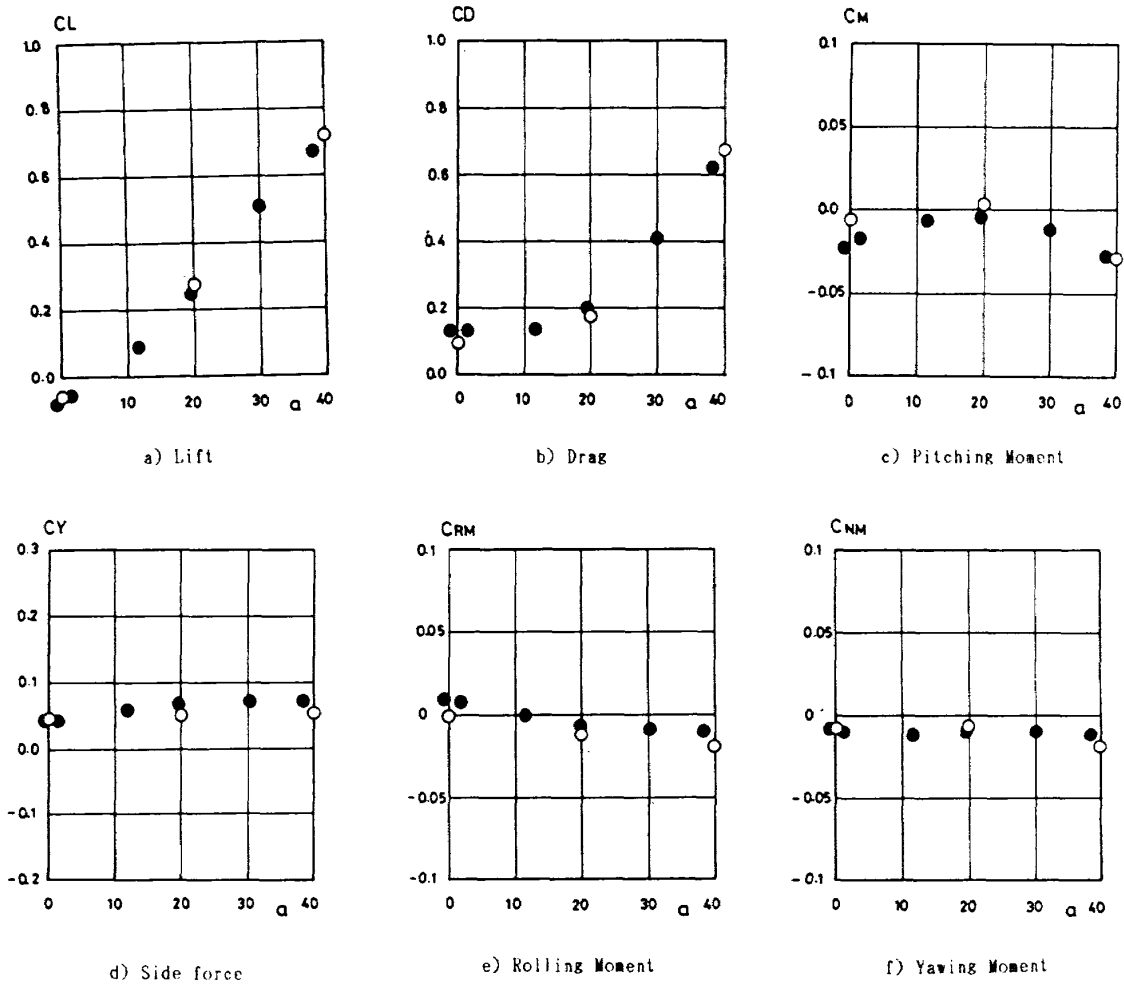 CL
1.0
0.8
0.6
0.4
0.2
0.0
0 10 20 30 α 40
a) Lift
CD
1.0
0.8
0.6
0.4
0.2
0.0
0 10 20 30 α 40
b) Drag
CM
0.1
0.05
0.0
-0.05
-0.1
0 10 20 30 α 40
c) Pitching Moment
CY
0.3
0.2
0.1
0.0
-0.1
-0.2
0 10 20 30 α 40
d) Side force
CRM
0.1
0.05
0
-0.05
-0.1
0 10 20 30 α 40
e) Rolling Moment
CNM
0.1
0.05
0
-0.05
-0.1
0 10 20 30 α 40
f) Yawing Moment